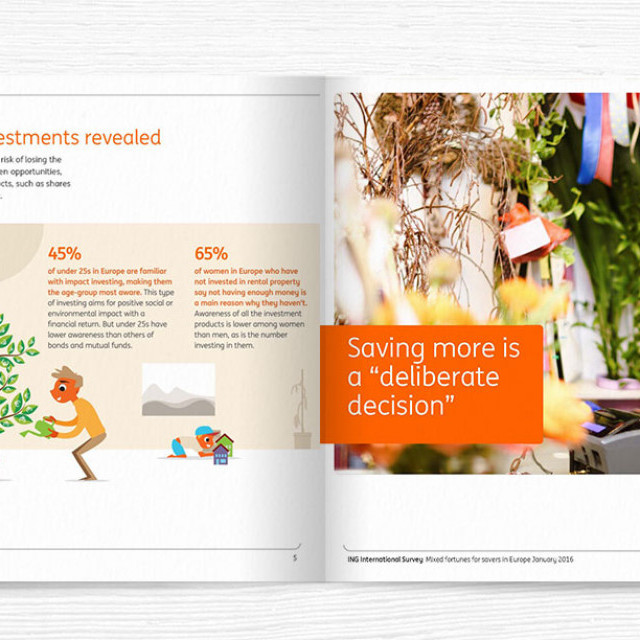 estments revealed
risk of losing the
en opportunities,
cts, such as shares
.
45%
of under 25s in Europe are familiar
with impact investing, making them
the age-group most aware. This type
of investing aims for positive social or
environmental impact with a
financial return. But under 25s have
lower awareness than others of
bonds and mutual funds.
65%
of women in Europe who have
not invested in rental property
say not having enough money is
a main reason why they haven't.
Awareness of all the investment
products is lower among women
than men, as is the number
investing in them.
5
Saving more is
a “deliberate
decision”
ING International Survey Mixed fortunes for savers in Europe January 2016